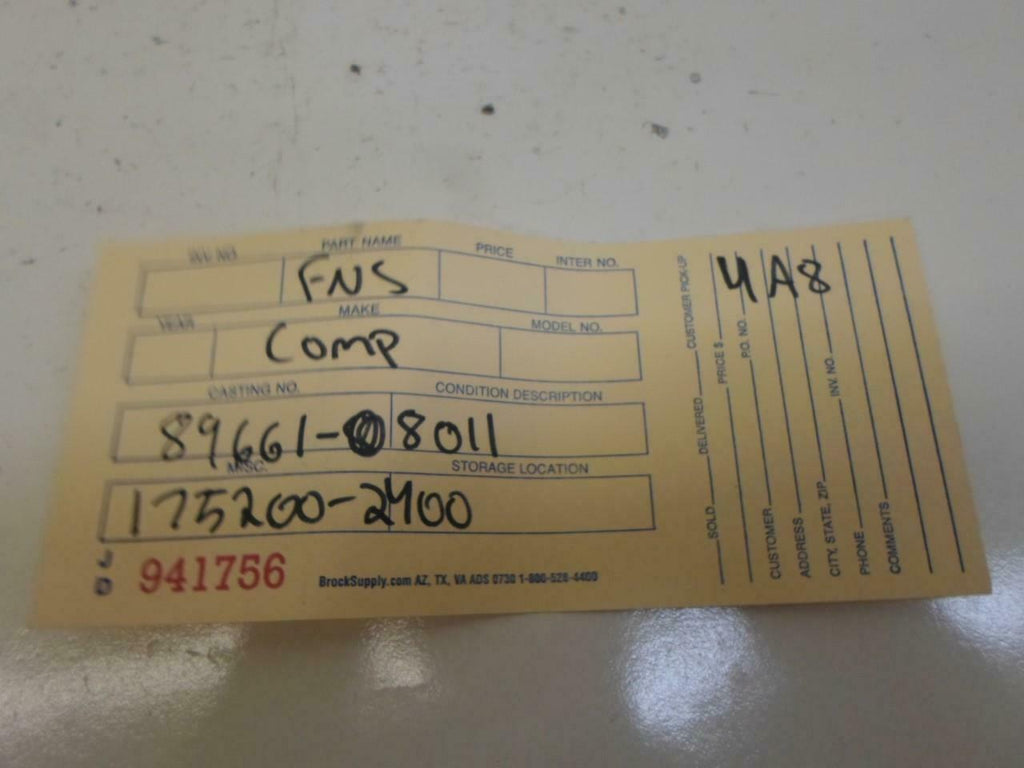 INV. NO. PART NAME PRICE INTER NO.
FNS
YEAR MAKE MODEL NO.
Comp
CASTING NO. CONDITION DESCRIPTION
89661-08011
MISC. STORAGE LOCATION
175200-2400
941756 BrockSupply.com AZ, TX, VA ADS 0730 1-800-528-4400
SOLD DELIVERED CUSTOMER PICK-UP
PRICE $
P.O. NO.
CUSTOMER
ADDRESS
CITY, STATE, ZIP INV. NO.
PHONE
COMMENTS
4A8